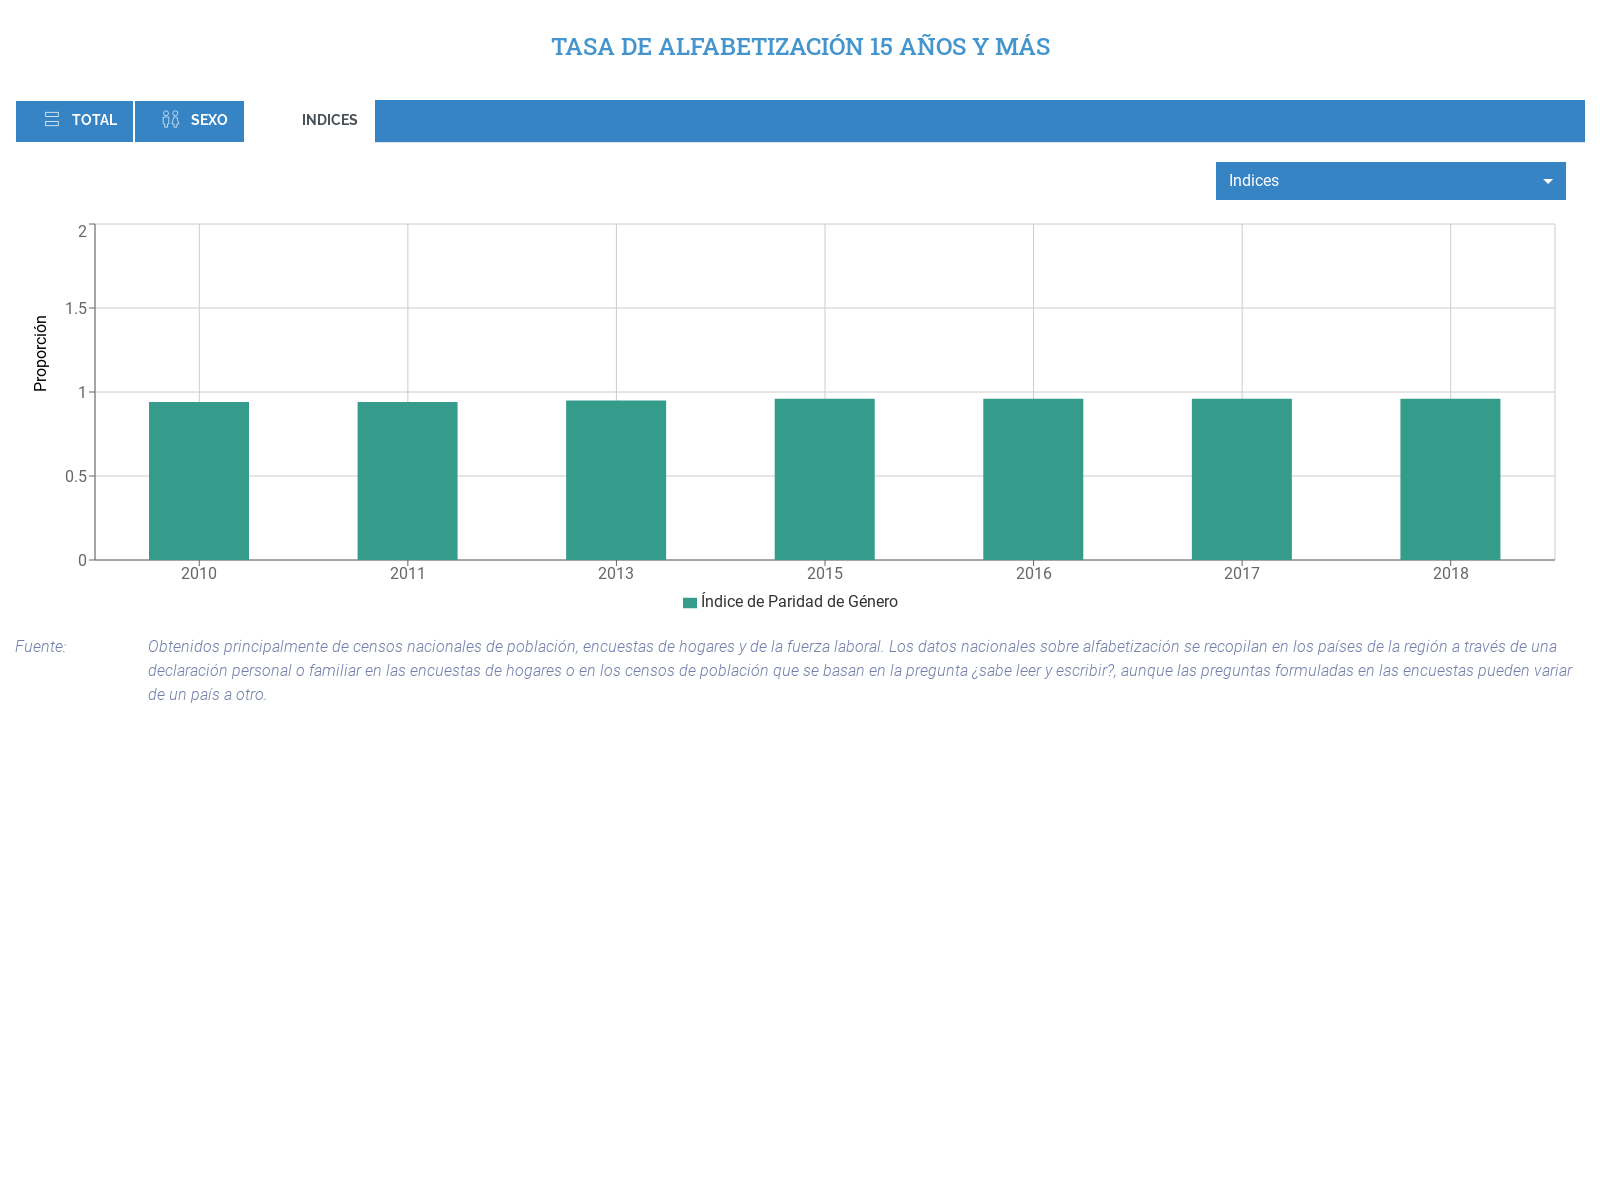 TASA DE ALFABETIZACIÓN 15 AÑOS Y MÁS
TOTAL SEXO INDICES
Indices
2
1.5
1
0.5
0
Proporción
2010 2011 2013 2015 2016 2017 2018
Índice de Paridad de Género
Fuente: Obtenidos principalmente de censos nacionales de población, encuestas de hogares y de la fuerza laboral. Los datos nacionales sobre alfabetización se recopilan en los países de la región a través de una
declaración personal o familiar en las encuestas de hogares o en los censos de población que se basan en la pregunta ¿sabe leer y escribir?, aunque las preguntas formuladas en las encuestas pueden variar
de un país a otro.